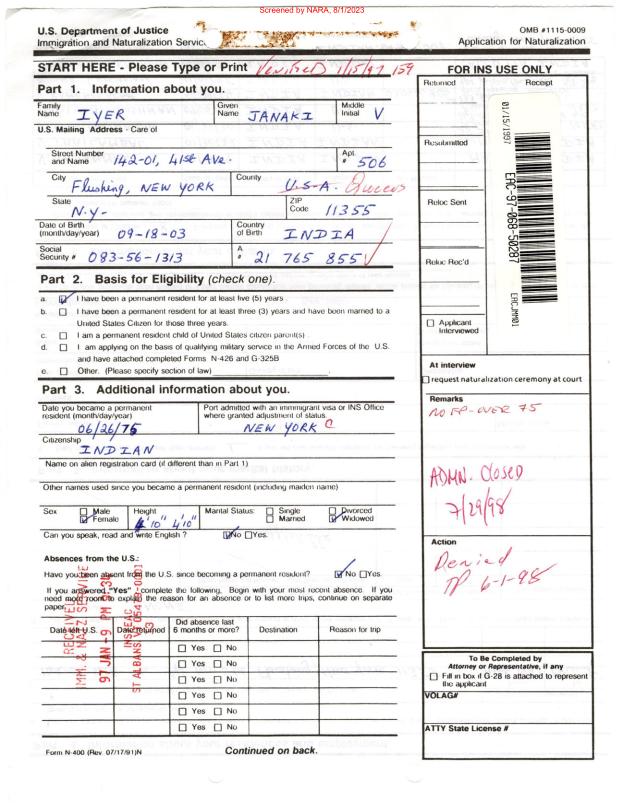 Screened by NARA, 8/1/2023
U.S. Department of Justice
Immigration and Naturalization Service
OMB #1115-0009
Application for Naturalization
START HERE - Please Type or Print
Verified 1/15/97 159
FOR INS USE ONLY
Part 1. Information about you.
Family Name IYER
Given Name JANAKI
Middle Initial V
U.S. Mailing Address - Care of
Street Number and Name 142-01, 41st Ave.
Apt. # 506
City Flushing, NEW YORK
County U.S.A. Queens
State N.Y-
ZIP Code 11355
Date of Birth (month/day/year) 09-18-03
Country of Birth INDIA
Social Security # 083-56-1313
A # 21 765 855
Part 2. Basis for Eligibility (check one).
a. I have been a permanent resident for at least five (5) years
b. I have been a permanent resident for at least three (3) years and have been married to a
United States Citizen for those three years.
c. I am a permanent resident child of United States citizen parent(s)
d. I am applying on the basis of qualifying military service in the Armed Forces of the U.S.
and have attached completed Forms N-426 and G-325B
e. Other. (Please specify section of law)
Part 3. Additional information about you.
Date you became a permanent resident (month/day/year) 06/26/75
Port admitted with an immigrant visa or INS Office
where granted adjustment of status.
NEW YORK C
Citizenship
INDIAN
Name on alien registration card (if different than in Part 1)
Other names used since you became a permanent resident (including maiden name)
Sex Male Female
Height 4'10" 4'10"
Marital Status: Single Married Divorced Widowed
Can you speak, read and write English ? No Yes.
Absences from the U.S.:
Have you been absent from the U.S. since becoming a permanent resident? No Yes.
If you answered "Yes", complete the following, Begin with your most recent absence. If you
need more room to explain the reason for an absence or to list more trips, continue on separate
paper.
Date left U.S.
Date returned
Did absence last 6 months or more?
Destination
Reason for trip
Yes No
Yes No
Yes No
Yes No
Yes No
Yes No
RECEIVED
IMM. & NATZ SERVICE
97 JAN -9 PM 9:34
ST ALBANS VT 05479-0001
Form N-400 (Rev. 07/17/91)N
Continued on back.
Returned
Receipt
Resubmitted
Reloc Sent
Reloc Rec'd
Applicant Interviewed
01/15/1997
EAC-97-068-50287
At interview
request naturalization ceremony at court
Remarks
NO FP-OVER 75
ADMN. Closed
7/29/98
Action
Denied
6-1-98
To Be Completed by
Attorney or Representative, if any
Fill in box if G-28 is attached to represent
the applicant
VOLAG#
ATTY State License #